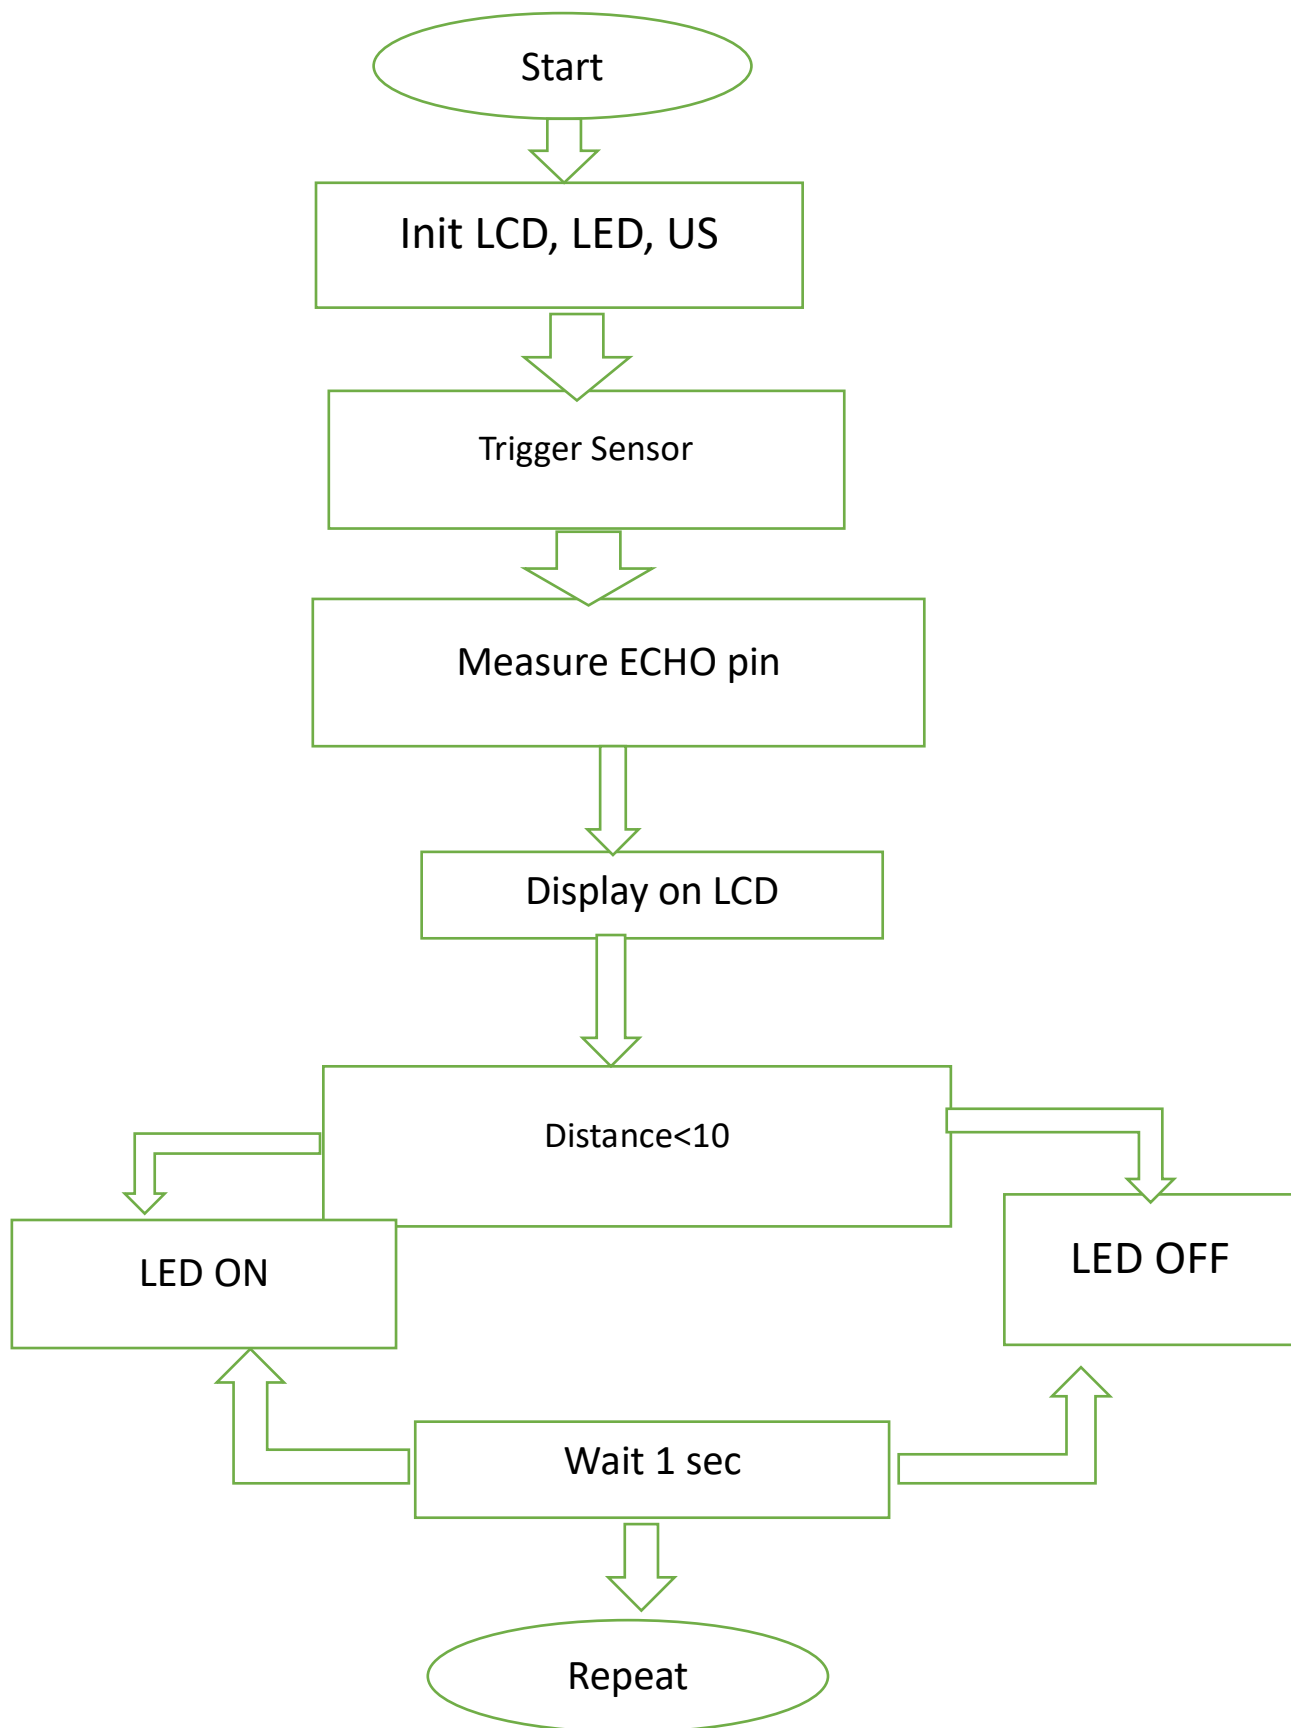 Start
Init LCD, LED, US
Trigger Sensor
Measure ECHO pin
Display on LCD
Distance<10
LED ON
LED OFF
Wait 1 sec
Repeat